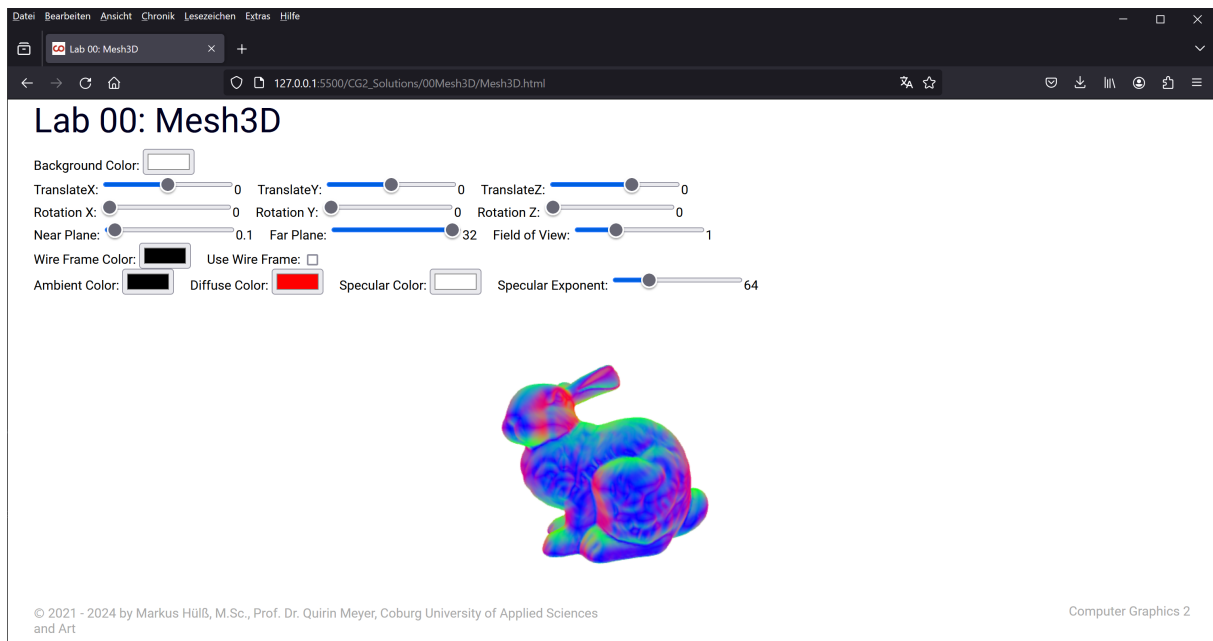 Datei Bearbeiten Ansicht Chronik Lesezeichen Extras Hilfe
Lab 00: Mesh3D
127.0.0.1:5500/CG2_Solutions/00Mesh3D/Mesh3D.html
Lab 00: Mesh3D
Background Color:
TranslateX: 0 TranslateY: 0 TranslateZ: 0
Rotation X: 0 Rotation Y: 0 Rotation Z: 0
Near Plane: 0.1 Far Plane: 32 Field of View: 1
Wire Frame Color: Use Wire Frame:
Ambient Color: Diffuse Color: Specular Color: Specular Exponent: 64
© 2021 - 2024 by Markus Hülß, M.Sc., Prof. Dr. Quirin Meyer, Coburg University of Applied Sciences
and Art
Computer Graphics 2